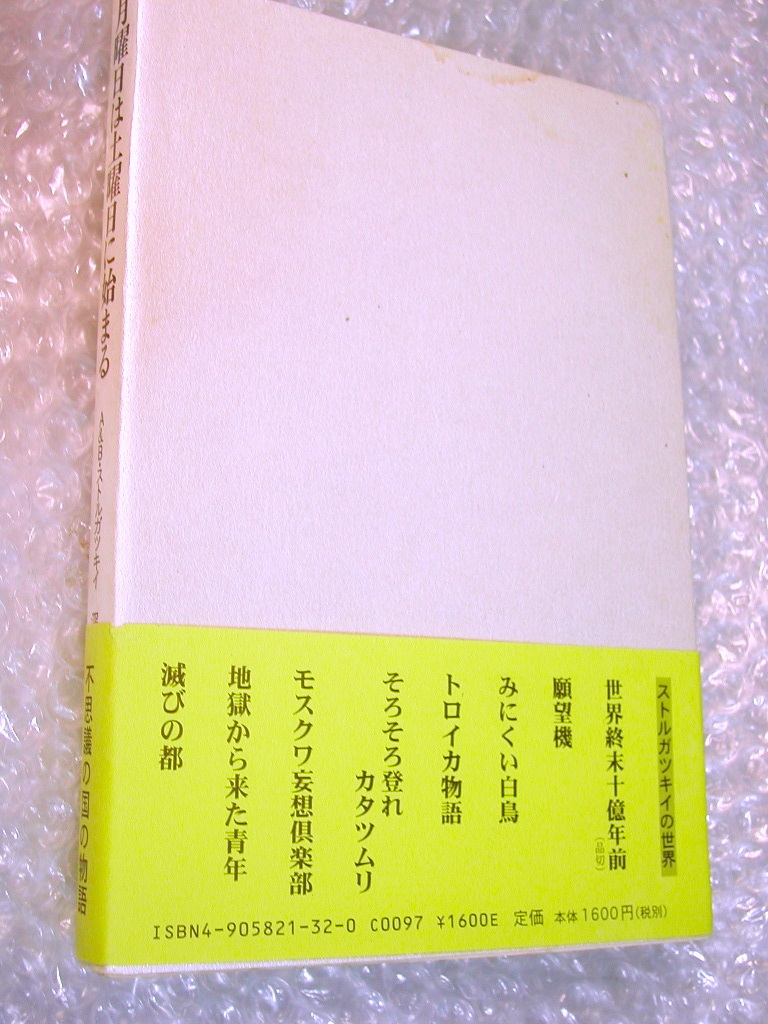 月曜日は土曜日に始まる
A&B・ストルガツキイ
不思議の国の物語
ストルガツキイの世界
世界終末十億年前
(品切)
願望機
みにくい白鳥
トロイカ物語
そろそろ登れ
カタツムリ
モスクワ妄想倶楽部
地獄から来た青年
滅びの都
ISBN4-905821-32-0 C0097 ¥1600E 定価 本体1600円(税別)